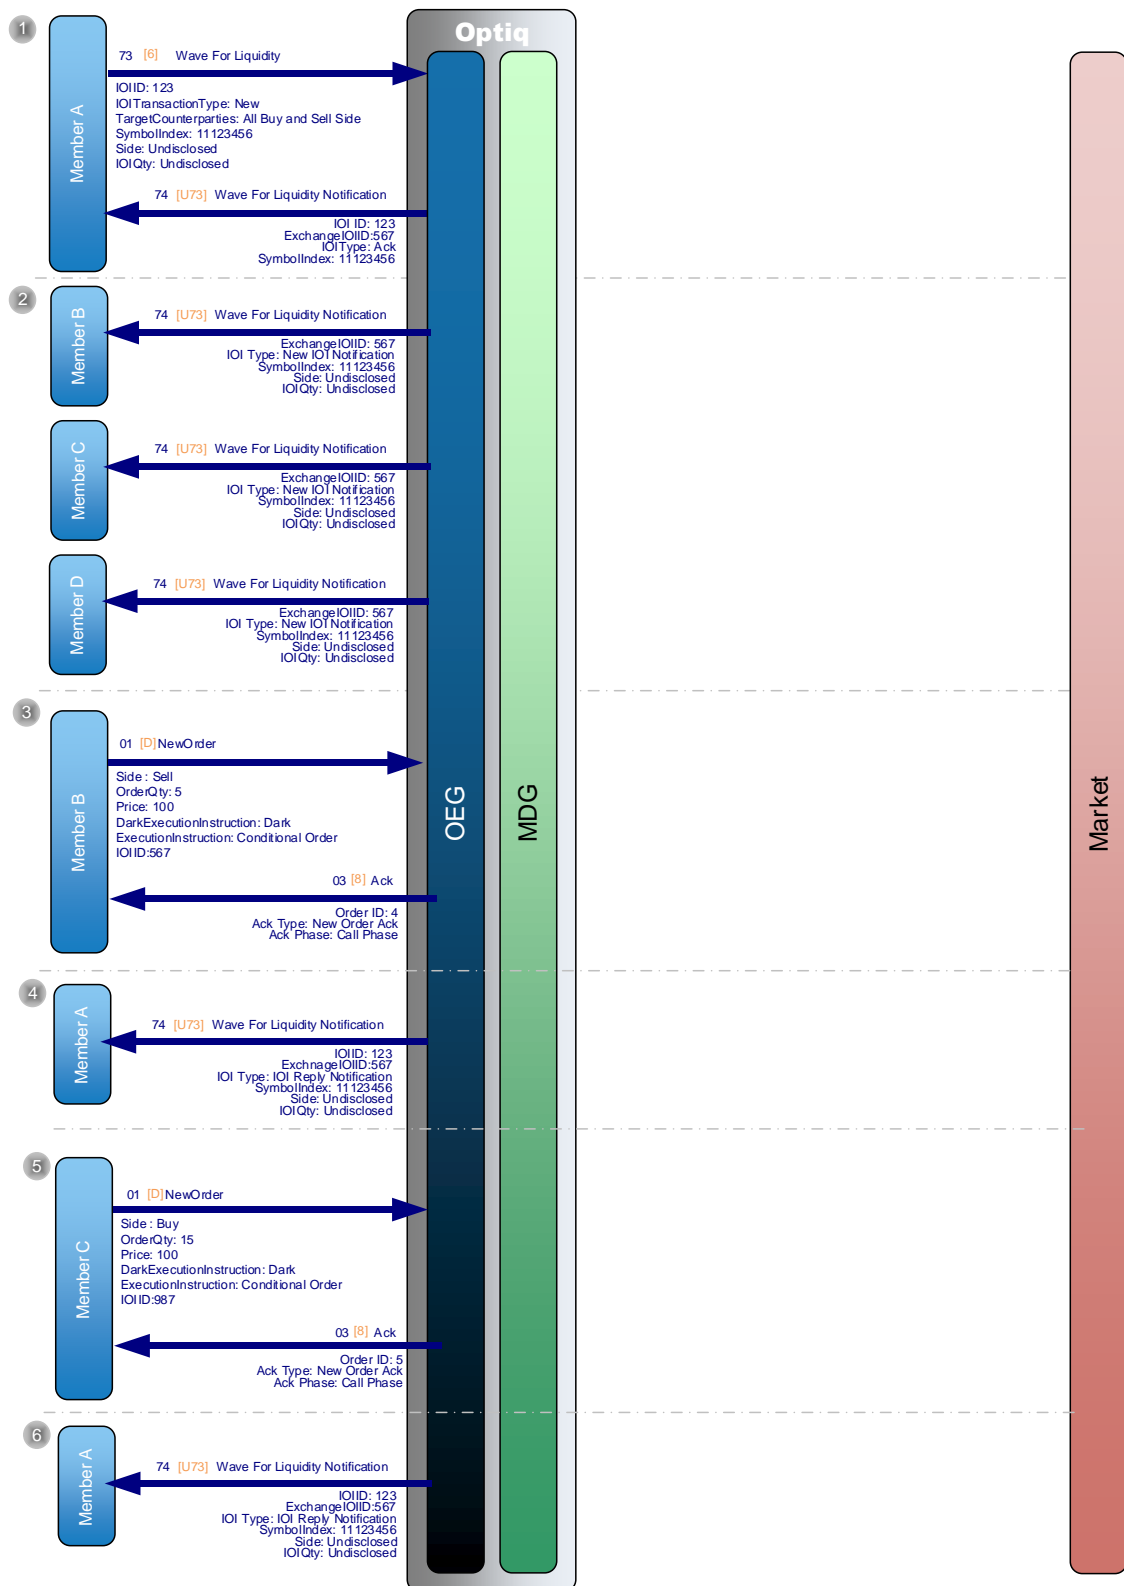 1
Optiq
Member A
73 [6] Wave For Liquidity
IOIID: 123
IOITransactionType: New
TargetCounterparties: All Buy and Sell Side
SymbolIndex: 11123456
Side: Undisclosed
IOIQty: Undisclosed
74 [U73] Wave For Liquidity Notification
IOI ID: 123
ExchangeIOIID:567
IOIType: Ack
SymbolIndex: 11123456
2
Member B
74 [U73] Wave For Liquidity Notification
ExchangeIOIID: 567
IOI Type: New IOI Notification
SymbolIndex: 11123456
Side: Undisclosed
IOIQty: Undisclosed
Member C
74 [U73] Wave For Liquidity Notification
ExchangeIOIID: 567
IOI Type: New IOI Notification
SymbolIndex: 11123456
Side: Undisclosed
IOIQty: Undisclosed
Member D
74 [U73] Wave For Liquidity Notification
ExchangeIOIID: 567
IOI Type: New IOI Notification
SymbolIndex: 11123456
Side: Undisclosed
IOIQty: Undisclosed
3
Member B
01 [D] NewOrder
Side : Sell
OrderQty: 5
Price: 100
DarkExecutionInstruction: Dark
ExecutionInstruction: Conditional Order
IOIID:567
03 [8] Ack
Order ID: 4
Ack Type: New Order Ack
Ack Phase: Call Phase
OEG
MDG
Market
4
Member A
74 [U73] Wave For Liquidity Notification
IOIID: 123
ExchnageIOIID:567
IOI Type: IOI Reply Notification
SymbolIndex: 11123456
Side: Undisclosed
IOIQty: Undisclosed
5
Member C
01 [D] NewOrder
Side : Buy
OrderQty: 15
Price: 100
DarkExecutionInstruction: Dark
ExecutionInstruction: Conditional Order
IOIID:987
03 [8] Ack
Order ID: 5
Ack Type: New Order Ack
Ack Phase: Call Phase
6
Member A
74 [U73] Wave For Liquidity Notification
IOIID: 123
ExchangeIOIID:567
IOI Type: IOI Reply Notification
SymbolIndex: 11123456
Side: Undisclosed
IOIQty: Undisclosed